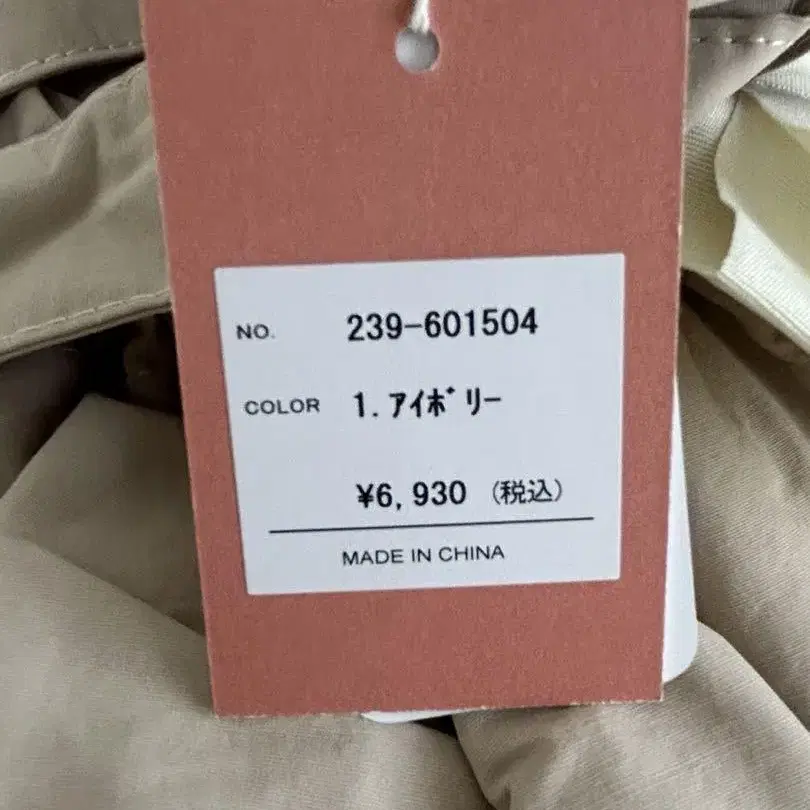 NO. 239-601504
COLOR 1.アイボリー
¥6,930 (税込)
MADE IN CHINA